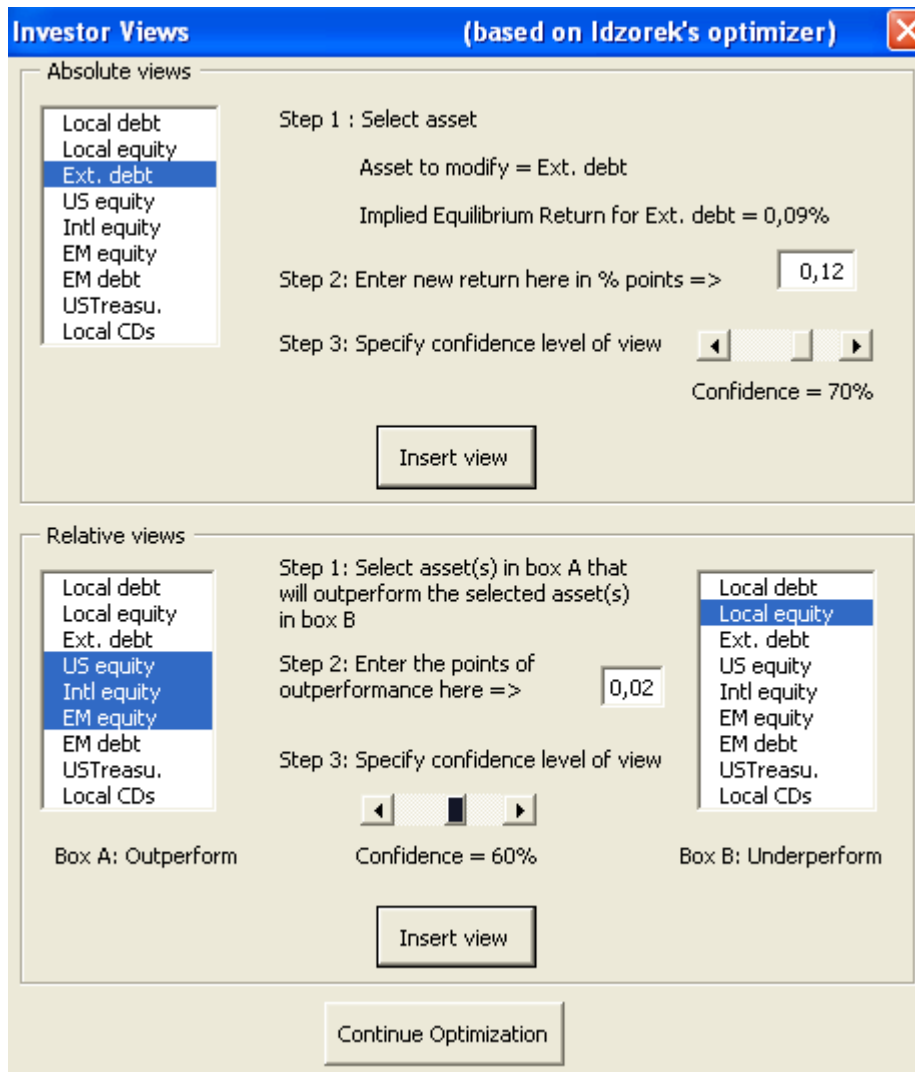 Investor Views (based on Idzorek's optimizer)
Absolute views
Local debt
Local equity
Ext. debt
US equity
Intl equity
EM equity
EM debt
USTreasu.
Local CDs
Step 1 : Select asset
Asset to modify = Ext. debt
Implied Equilibrium Return for Ext. debt = 0,09%
Step 2: Enter new return here in % points => 0,12
Step 3: Specify confidence level of view
Confidence = 70%
Insert view
Relative views
Local debt
Local equity
Ext. debt
US equity
Intl equity
EM equity
EM debt
USTreasu.
Local CDs
Box A: Outperform
Step 1: Select asset(s) in box A that
will outperform the selected asset(s)
in box B
Step 2: Enter the points of
outperformance here => 0,02
Step 3: Specify confidence level of view
Confidence = 60%
Insert view
Local debt
Local equity
Ext. debt
US equity
Intl equity
EM equity
EM debt
USTreasu.
Local CDs
Box B: Underperform
Continue Optimization